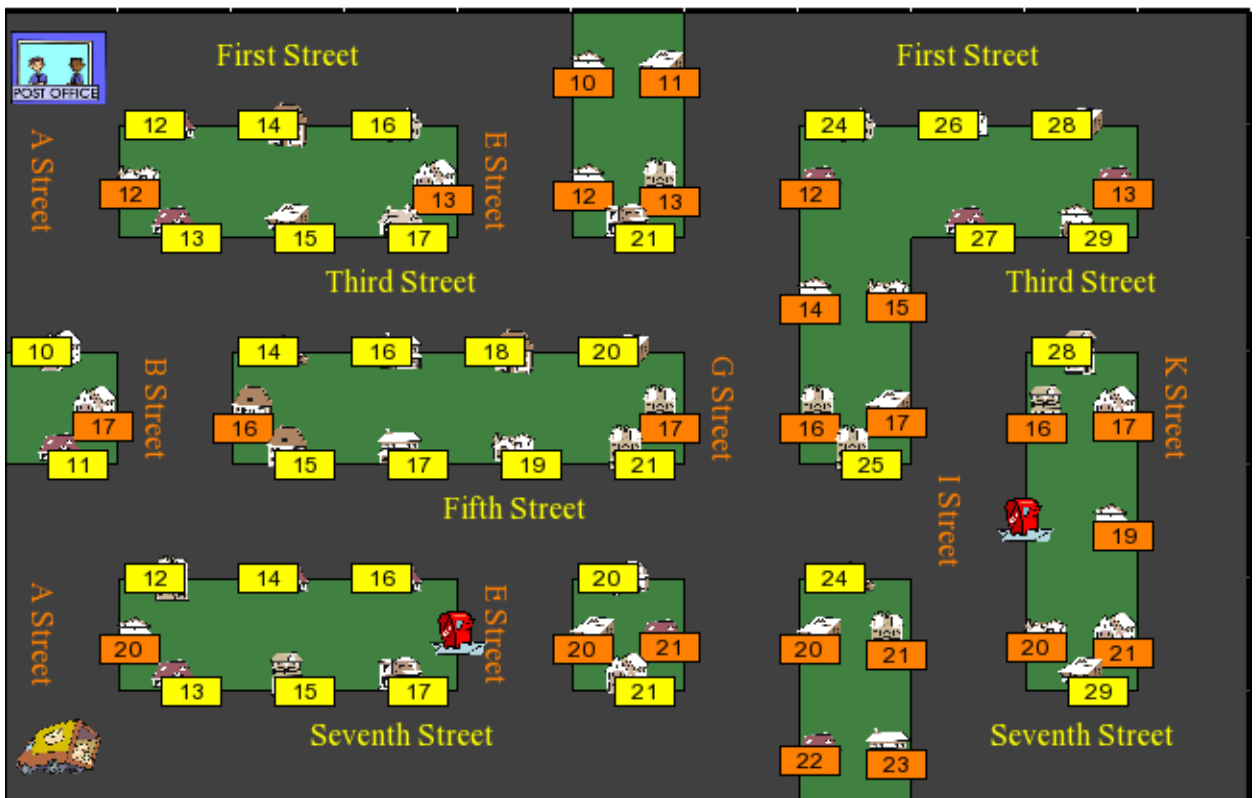 First Street First Street
10 11
POST OFFICE
12 14 16 24 26 28
A Street E Street
12 13 12 13 12 13
13 15 17 21 27 29
Third Street Third Street
14 15
10 14 16 18 20 28
B Street G Street K Street
17 16 17 16 17 16 17
11 15 17 19 21 25
Fifth Street I Street
19
12 14 16 20 24
A Street E Street
20 20 21 20 21 20 21
13 15 17 21 29
Seventh Street Seventh Street
22 23